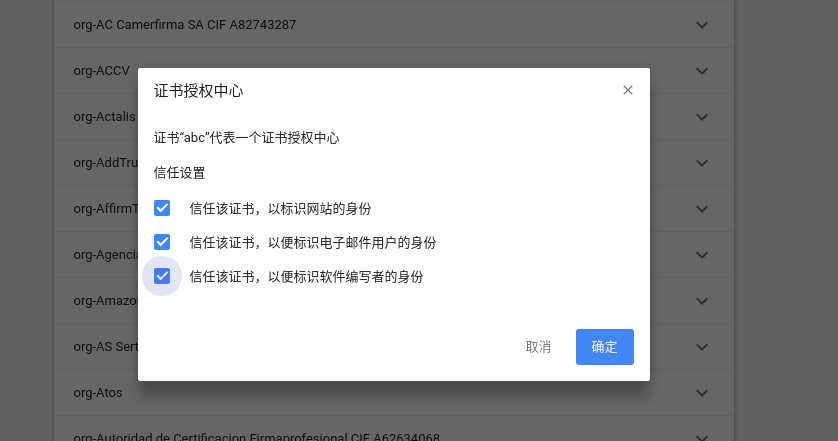 org-AC Camerfirma SA CIF A82743287
org-ACCV
证书授权中心
org-Actalis
证书“abc”代表一个证书授权中心
org-AddTru
信任设置
org-AffirmT
信任该证书，以标识网站的身份
信任该证书，以便标识电子邮件用户的身份
org-Agencia
信任该证书，以便标识软件编写者的身份
org-Amazo
org-AS Sert
取消
确定
org-Atos
org-Autoridad de Certificacion Firmaprofesional CIF A62634068